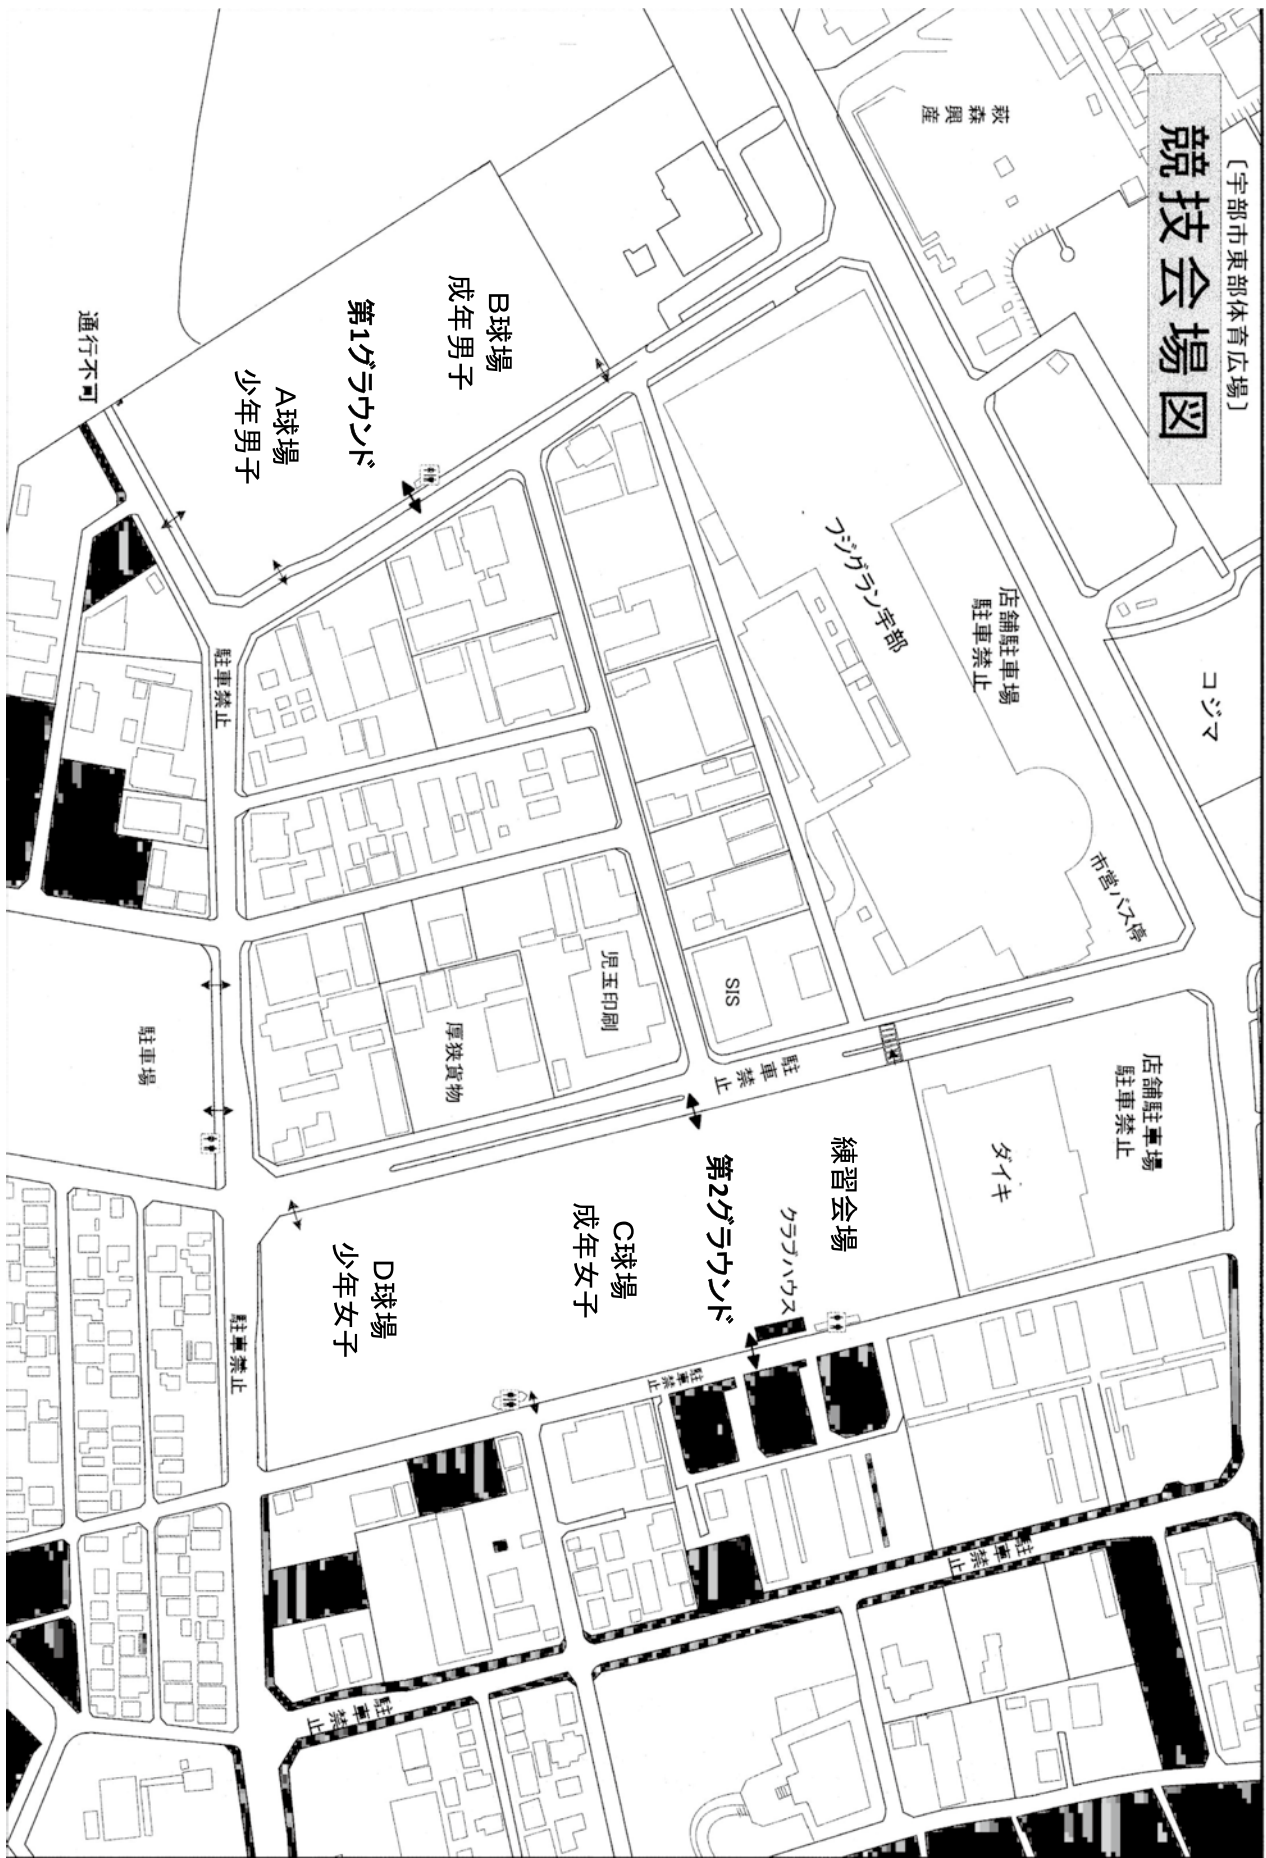 〔宇部市東部体育広場〕
競技会場図
萩森興産
コジマ
店舗駐車場
駐車禁止
フジグラン宇部
市営バス停
B球場
成年男子
第1グラウンド
A球場
少年男子
通行不可
駐車禁止
SIS
児玉印刷
厚狭貨物
駐車禁止
店舗駐車場
駐車禁止
ダイキ
練習会場
クラブハウス
第2グラウンド
C球場
成年女子
D球場
少年女子
駐車場
駐車禁止
駐車禁止
駐車禁止
駐車禁止